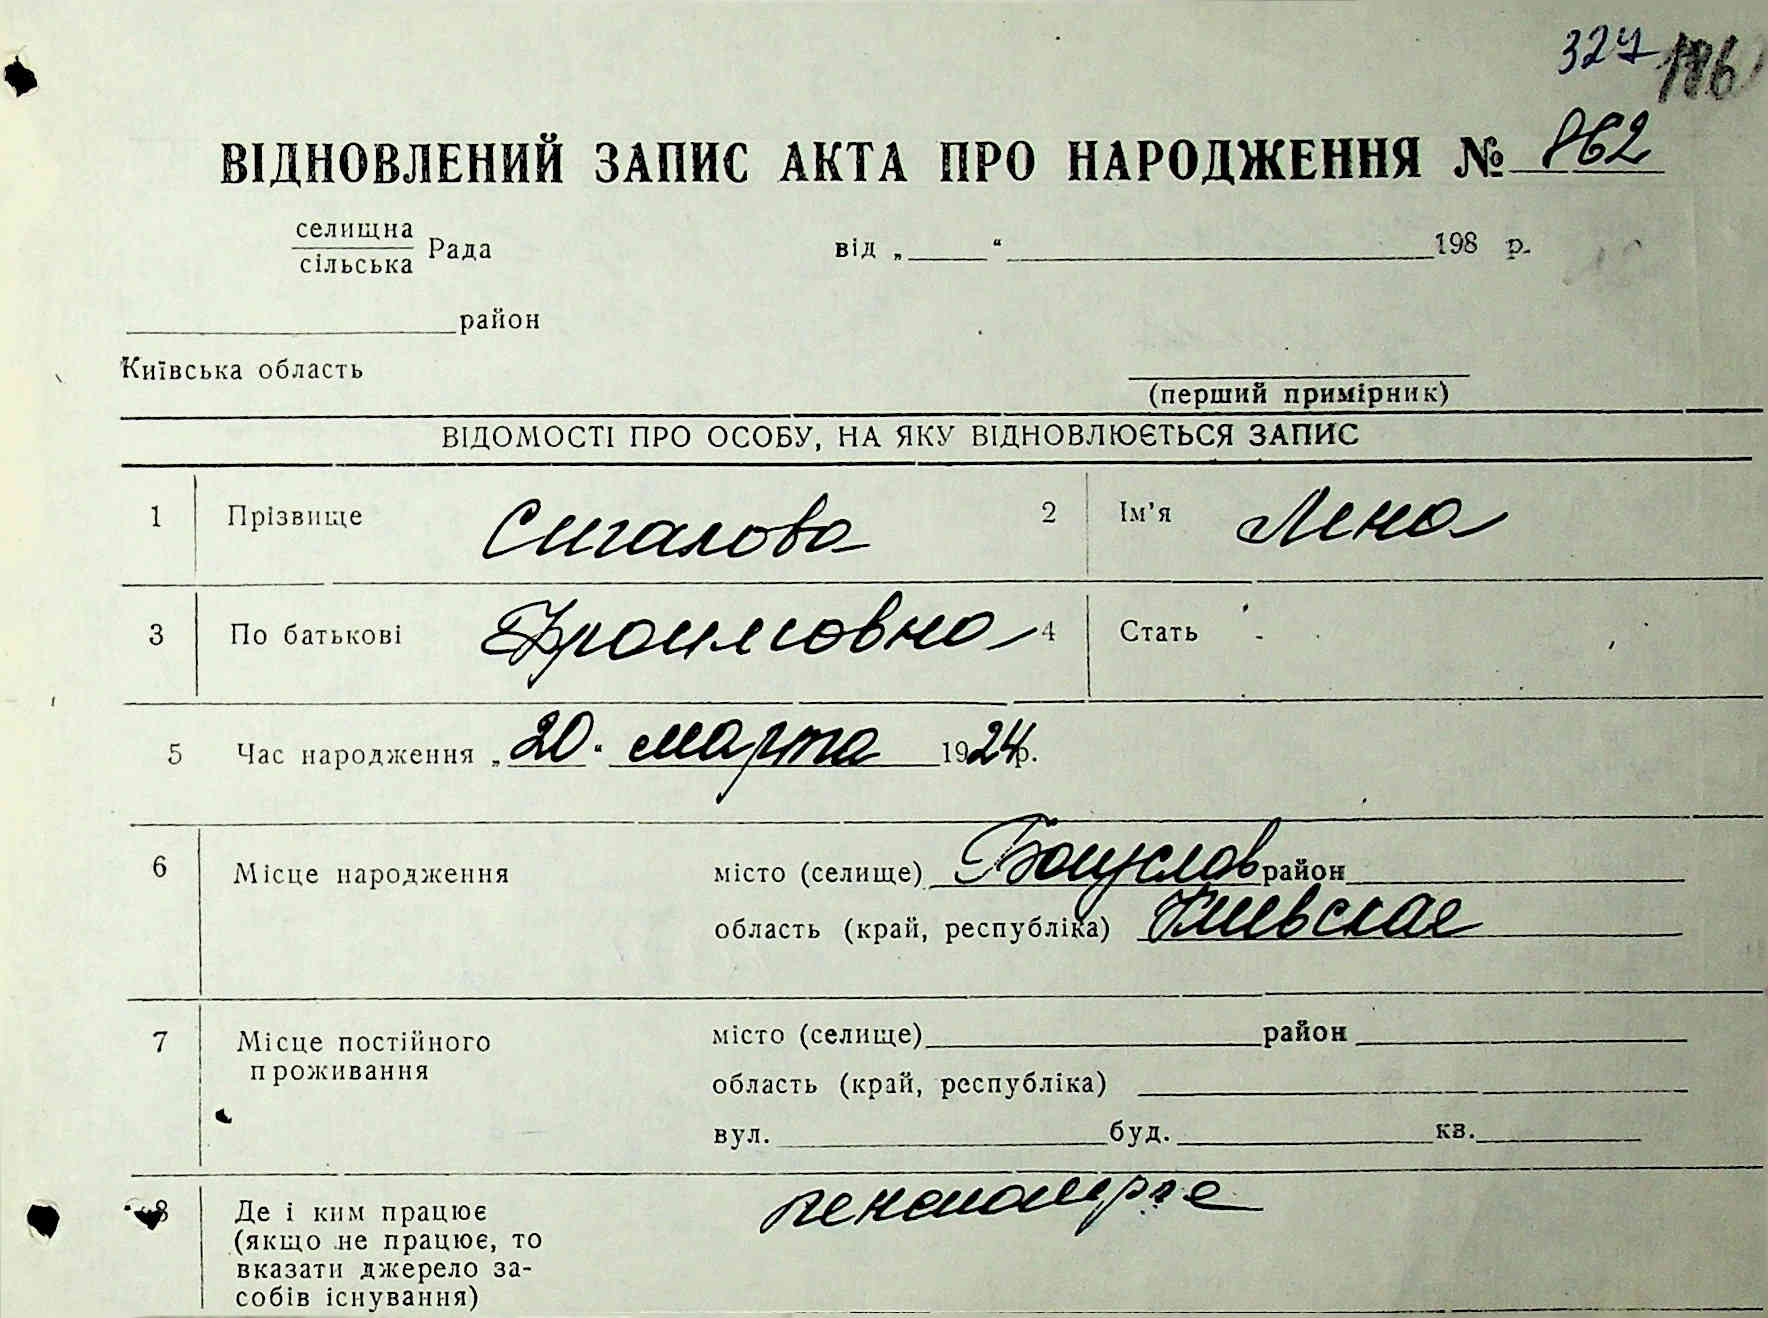 324 186
ВІДНОВЛЕНИЙ ЗАПИС АКТА ПРО НАРОДЖЕННЯ № 862
селищна
сільська Рада від „ “ 198 р.
район
Київська область
(перший примірник)
ВІДОМОСТІ ПРО ОСОБУ, НА ЯКУ ВІДНОВЛЮЄТЬСЯ ЗАПИС
1 Прізвище Сигалова 2 Ім'я Лена
3 По батькові Фроимовна 4 Стать
5 Час народження „20“ марта 1924 р.
6 Місце народження місто (селище) Богуслав район
область (край, республіка) Киевская
7 Місце постійного проживання місто (селище) район
область (край, республіка)
вул. буд. кв.
8 Де і ким працює
(якщо не працює, то
вказати джерело за-
собів існування)